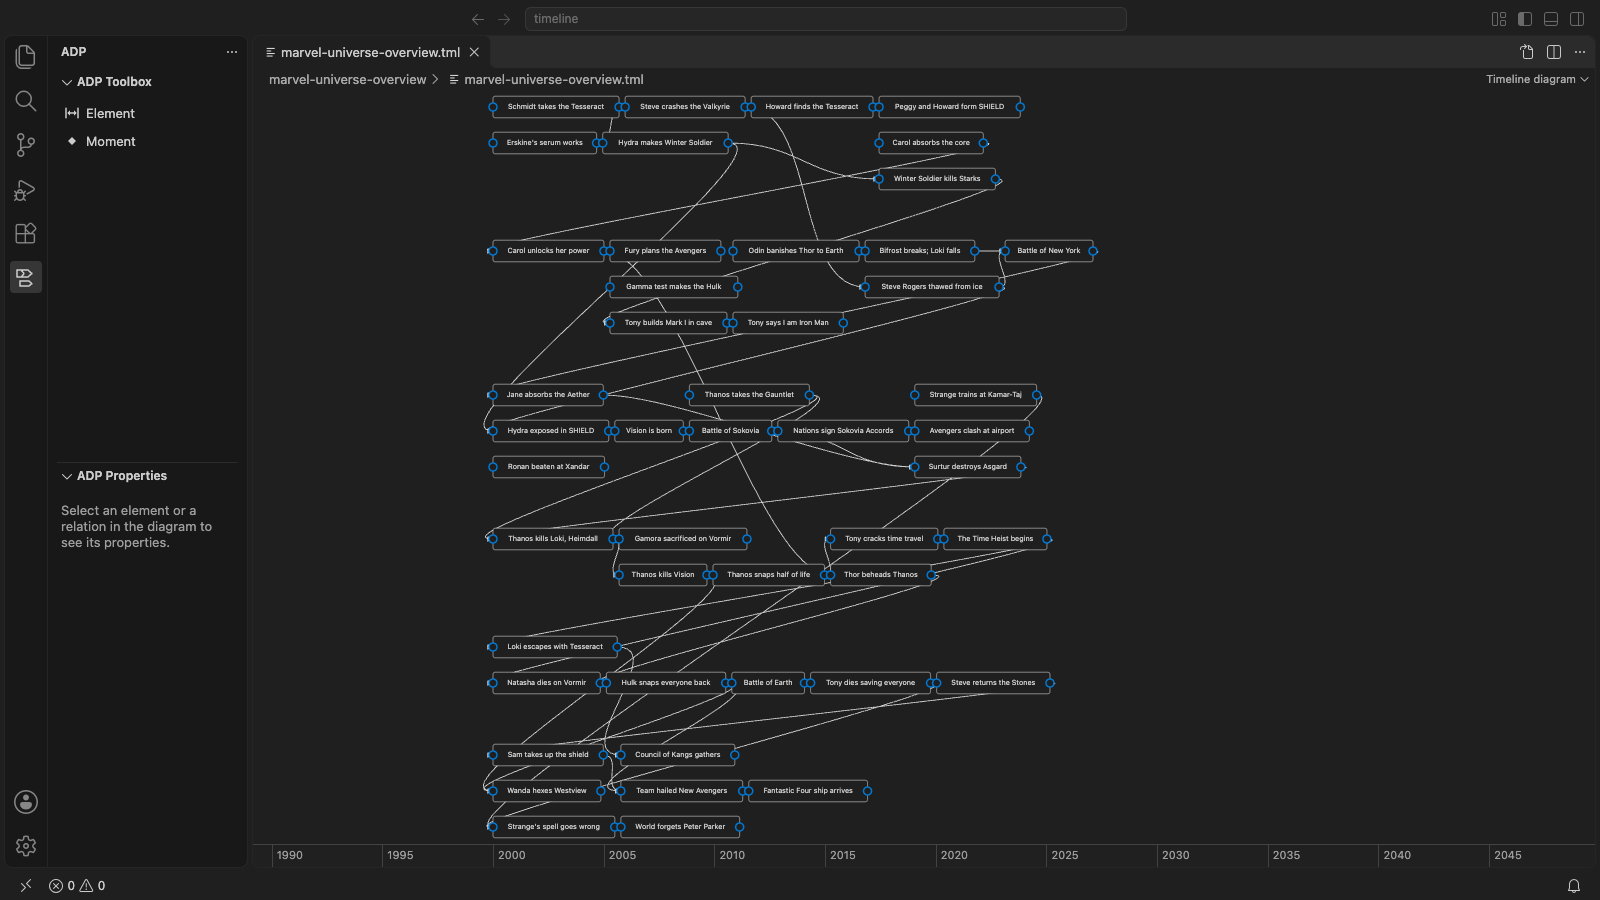 timeline
ADP
marvel-universe-overview.tml
ADP Toolbox
marvel-universe-overview
marvel-universe-overview.tml
Timeline diagram
Element
Moment
Schmidt takes the Tesseract
Steve crashes the Valkyrie
Howard finds the Tesseract
Peggy and Howard form SHIELD
Erskine's serum works
Hydra makes Winter Soldier
Carol absorbs the core
Winter Soldier kills Starks
Carol unlocks her power
Fury plans the Avengers
Odin banishes Thor to Earth
Bifrost breaks; Loki falls
Battle of New York
Gamma test makes the Hulk
Steve Rogers thawed from ice
Tony builds Mark I in cave
Tony says I am Iron Man
Jane absorbs the Aether
Thanos takes the Gauntlet
Strange trains at Kamar-Taj
Hydra exposed in SHIELD
Vision is born
Battle of Sokovia
Nations sign Sokovia Accords
Avengers clash at airport
Ronan beaten at Xandar
Surtur destroys Asgard
ADP Properties
Select an element or a
relation in the diagram to
see its properties.
Thanos kills Loki, Heimdall
Gamora sacrificed on Vormir
Tony cracks time travel
The Time Heist begins
Thanos kills Vision
Thanos snaps half of life
Thor beheads Thanos
Loki escapes with Tesseract
Natasha dies on Vormir
Hulk snaps everyone back
Battle of Earth
Tony dies saving everyone
Steve returns the Stones
Sam takes up the shield
Council of Kangs gathers
Wanda hexes Westview
Team hailed New Avengers
Fantastic Four ship arrives
Strange's spell goes wrong
World forgets Peter Parker
1990
1995
2000
2005
2010
2015
2020
2025
2030
2035
2040
2045
0
0